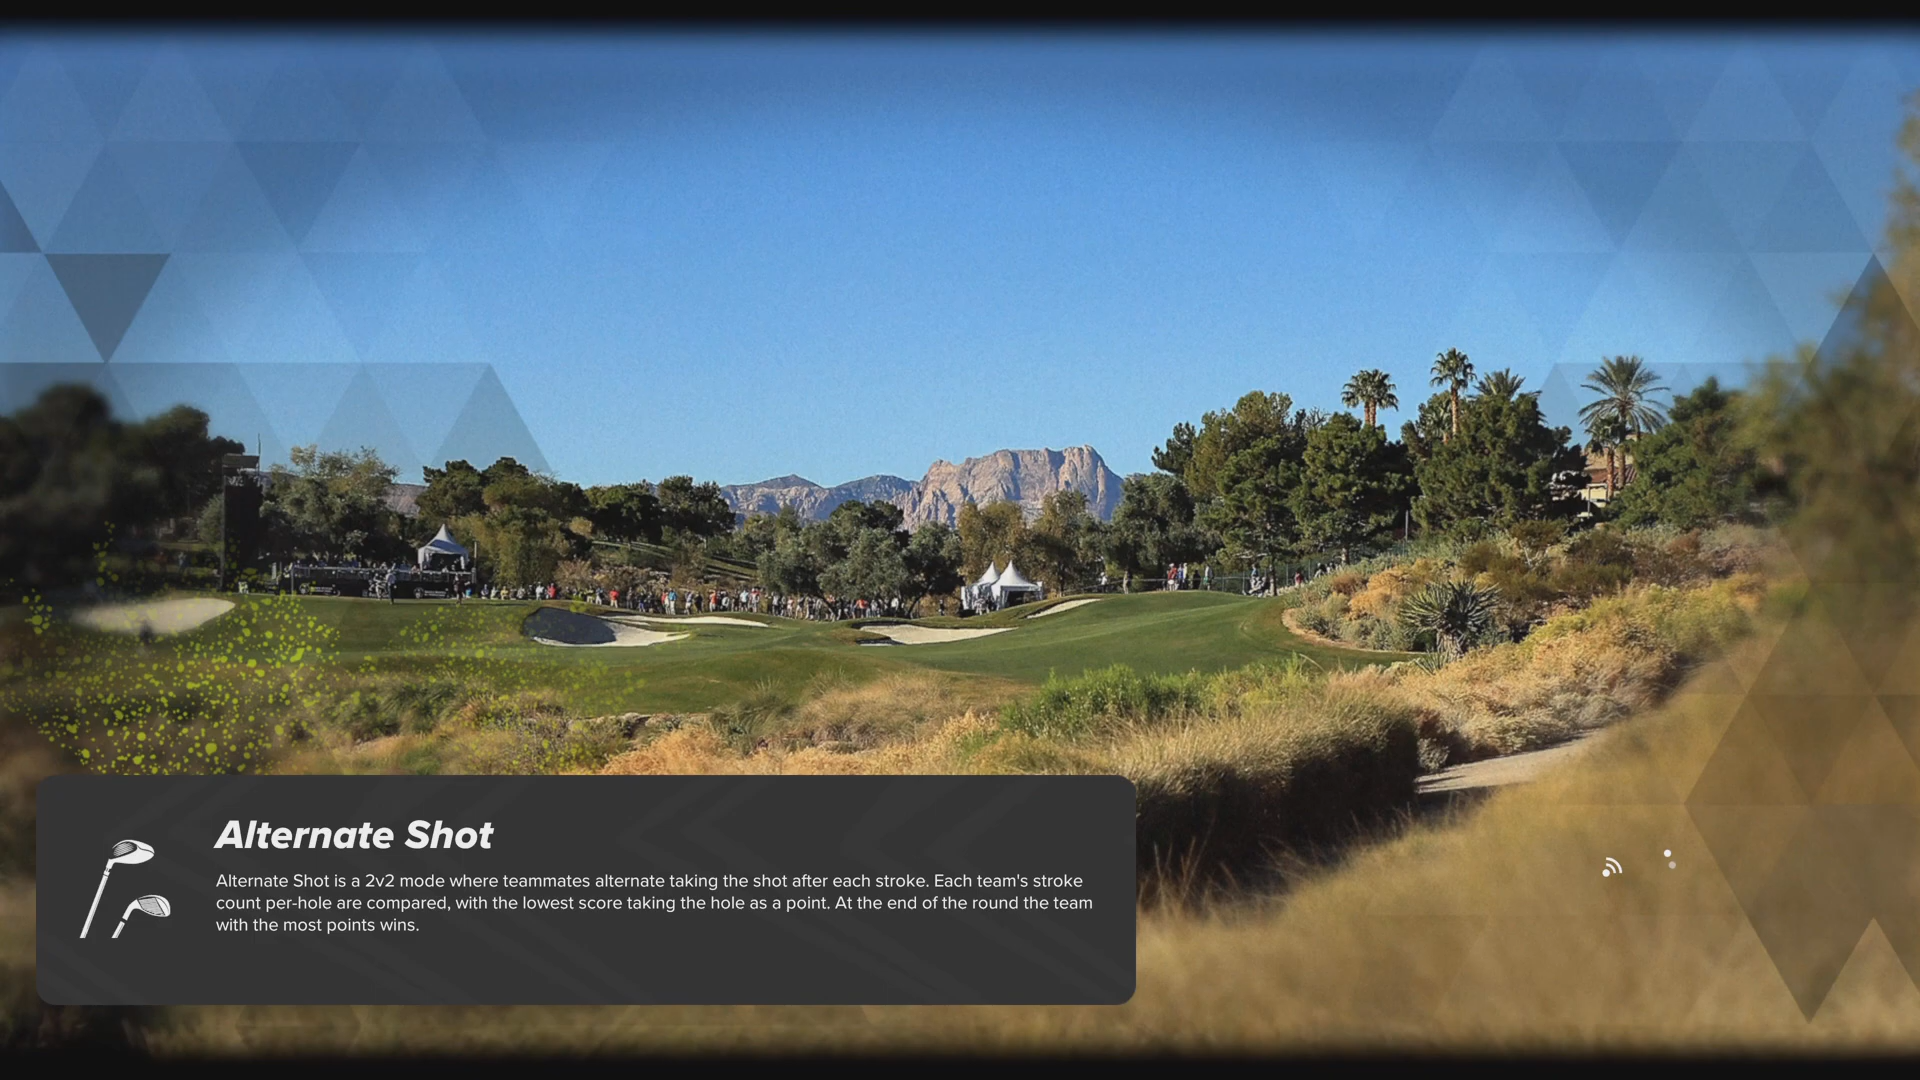 Alternate Shot
Alternate Shot is a 2v2 mode where teammates alternate taking the shot after each stroke. Each team's stroke
count per-hole are compared, with the lowest score taking the hole as a point. At the end of the round the team
with the most points wins.